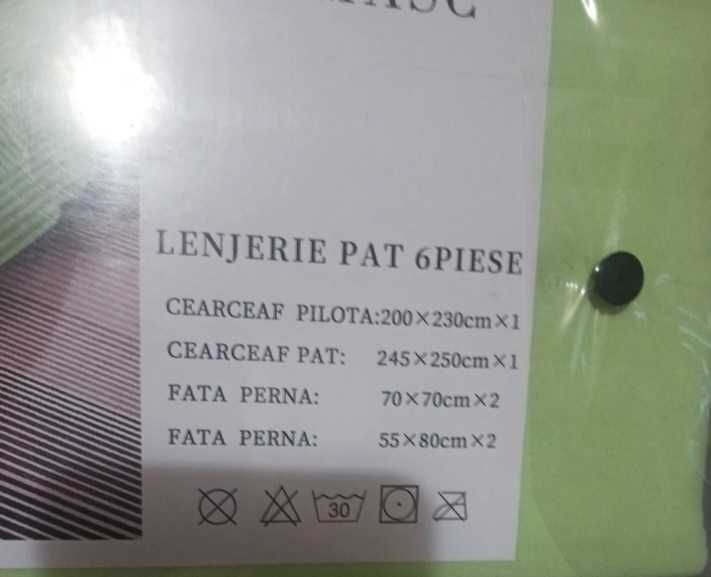 LENJERIE PAT 6PIESE
CEARCEAF PILOTA:200×230cm×1
CEARCEAF PAT: 245×250cm×1
FATA PERNA: 70×70cm×2
FATA PERNA: 55×80cm×2
30